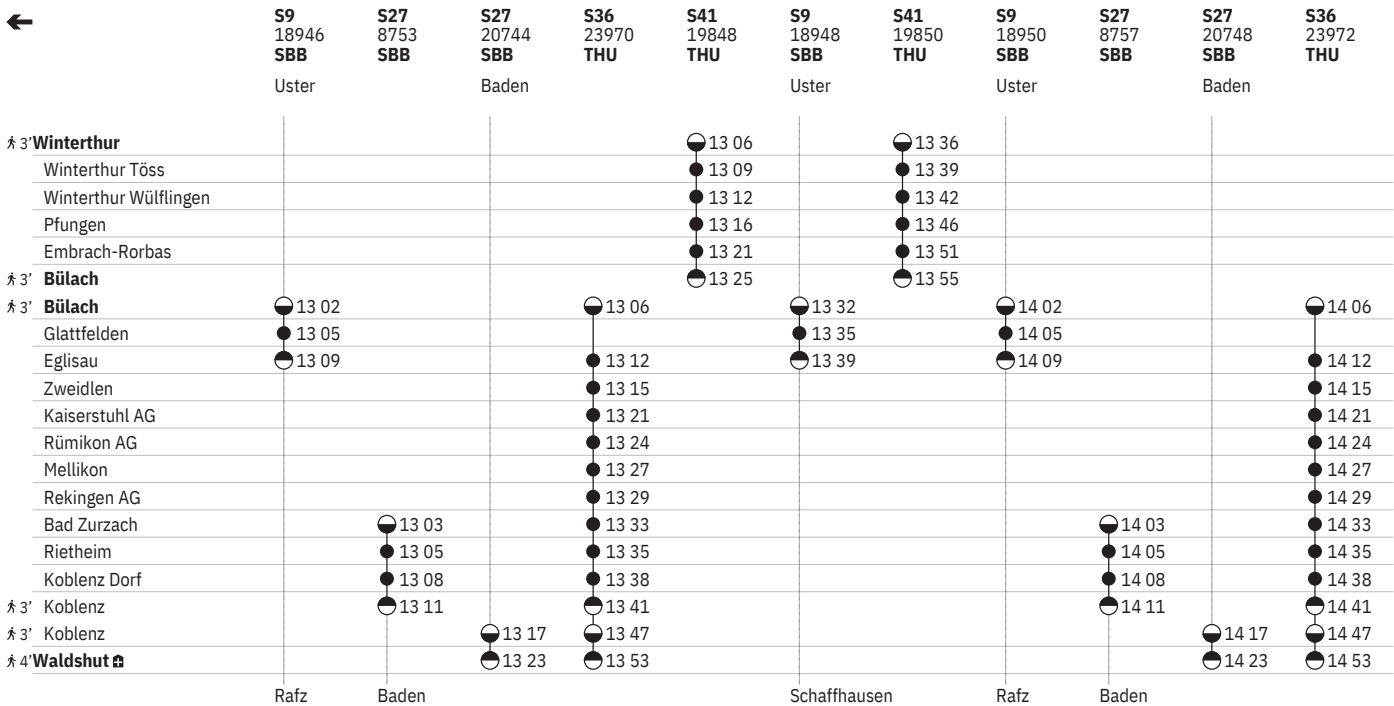 S9 S27 S27 S36 S41 S9 S41 S9 S27 S27 S36
18946 8753 20744 23970 19848 18948 19850 18950 8757 20748 23972
SBB SBB SBB THU THU SBB THU SBB SBB SBB THU
Uster Baden Uster Uster Baden
3' Winterthur 13 06 13 36
Winterthur Töss 13 09 13 39
Winterthur Wülflingen 13 12 13 42
Pfungen 13 16 13 46
Embrach-Rorbas 13 21 13 51
3' Bülach 13 25 13 55
3' Bülach 13 02 13 06 13 32 14 02 14 06
Glattfelden 13 05 13 35 14 05
Eglisau 13 09 13 12 13 39 14 09 14 12
Zweidlen 13 15 14 15
Kaiserstuhl AG 13 21 14 21
Rümikon AG 13 24 14 24
Mellikon 13 27 14 27
Rekingen AG 13 29 14 29
Bad Zurzach 13 03 13 33 14 03 14 33
Rietheim 13 05 13 35 14 05 14 35
Koblenz Dorf 13 08 13 38 14 08 14 38
3' Koblenz 13 11 13 41 14 11 14 41
3' Koblenz 13 17 13 47 14 17 14 47
4' Waldshut 13 23 13 53 14 23 14 53
Rafz Baden Schaffhausen Rafz Baden